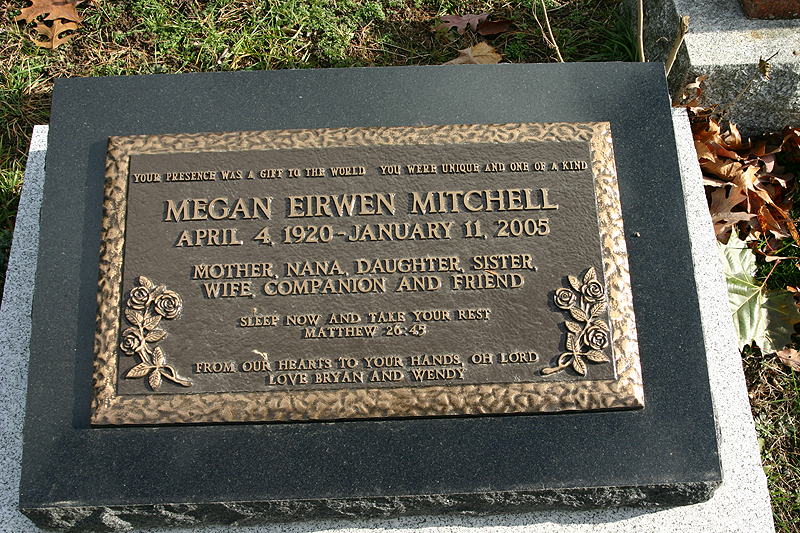 YOUR PRESENCE WAS A GIFT TO THE WORLD YOU WERE UNIQUE AND ONE OF A KIND
MEGAN EIRWEN MITCHELL
APRIL 4, 1920-JANUARY 11, 2005
MOTHER, NANA, DAUGHTER, SISTER,
WIFE, COMPANION AND FRIEND
SLEEP NOW AND TAKE YOUR REST
MATTHEW 26:45
FROM OUR HEARTS TO YOUR HANDS, OH LORD
LOVE BRYAN AND WENDY